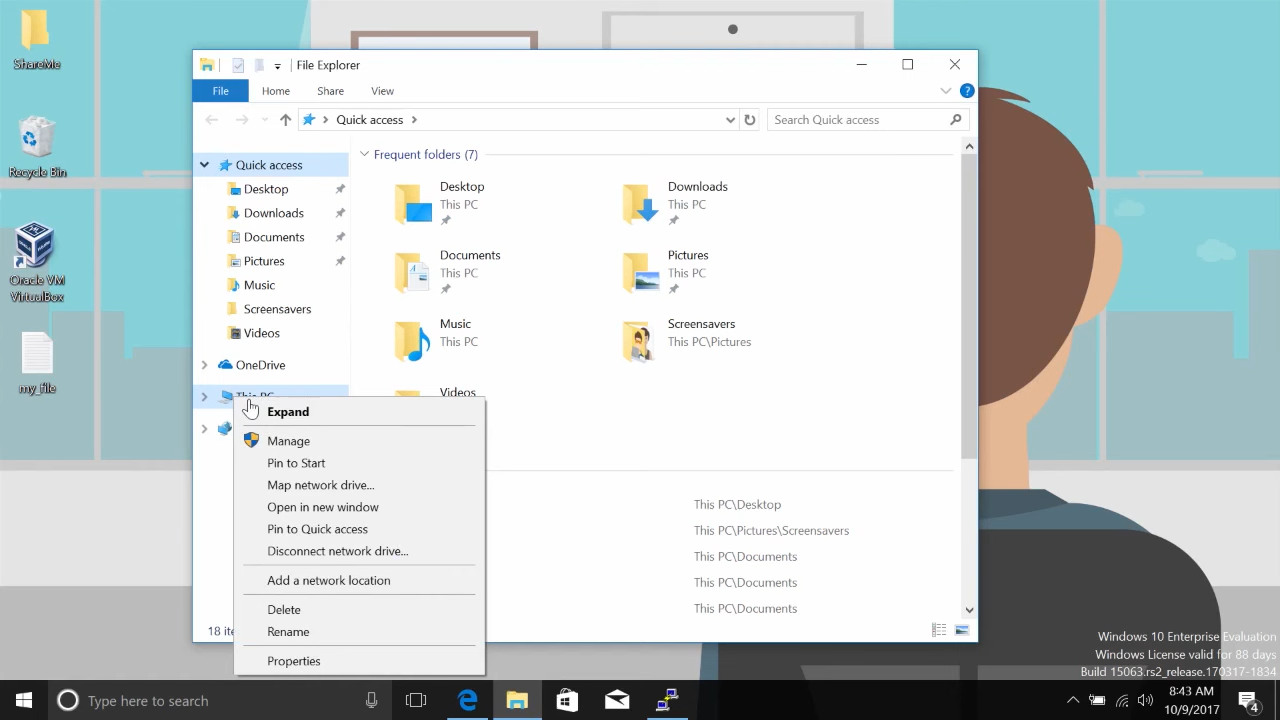 ShareMe
Recycle Bin
Oracle VM
VirtualBox
my_file
File Explorer
File
Home
Share
View
?
Quick access
Search Quick access
Quick access
Desktop
Downloads
Documents
Pictures
Music
Screensavers
Videos
OneDrive
This PC
Frequent folders (7)
Desktop
This PC
Downloads
This PC
Documents
This PC
Pictures
This PC
Music
This PC
Screensavers
This PC\Pictures
Videos
Expand
Manage
Pin to Start
Map network drive...
Open in new window
Pin to Quick access
Disconnect network drive...
Add a network location
Delete
Rename
Properties
This PC\Desktop
This PC\Pictures\Screensavers
This PC\Documents
This PC\Documents
This PC\Documents
18 ite
Windows 10 Enterprise Evaluation
Windows License valid for 88 days
Build 15063.rs2_release.170317-1834
Type here to search
8:43 AM
10/9/2017
4